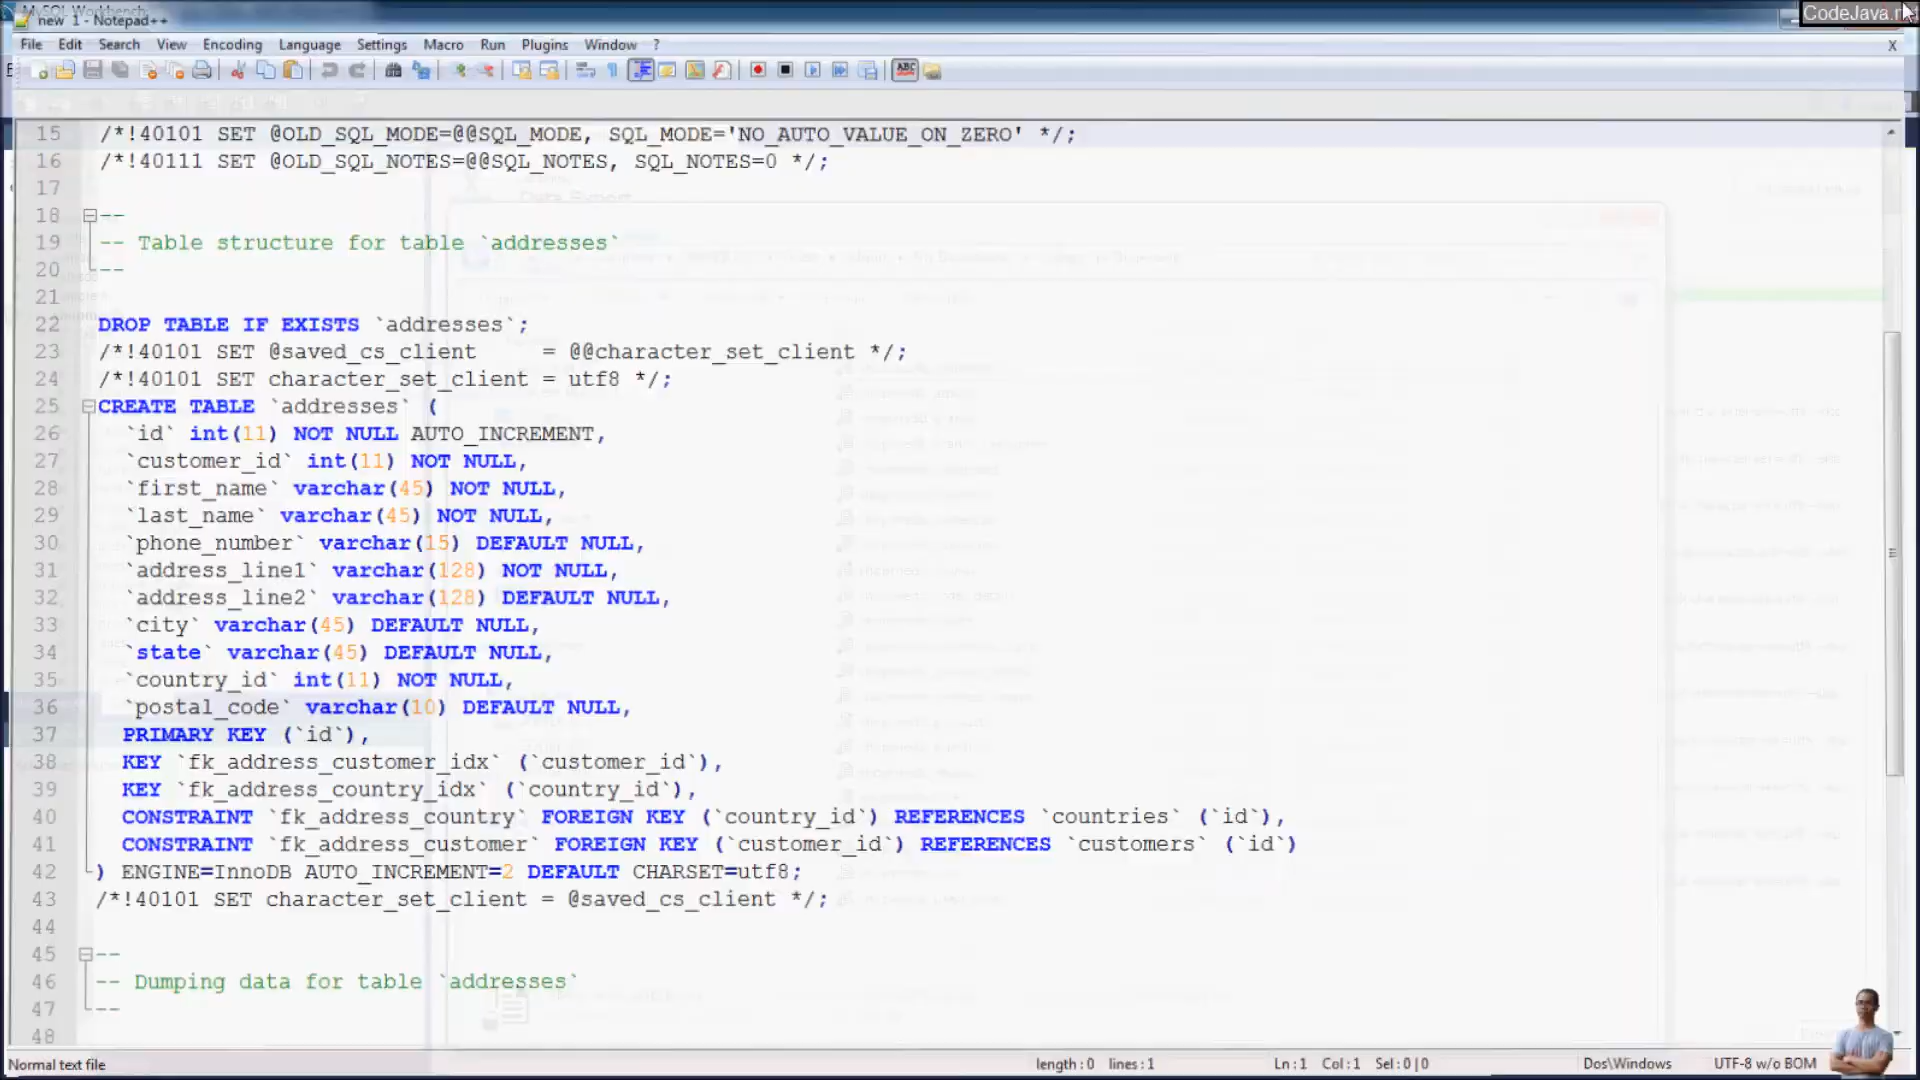 MySQL Workbench
new 1 - Notepad++
CodeJava.net
File Edit Search View Encoding Language Settings Macro Run Plugins Window ? X
15 /*!40101 SET @OLD_SQL_MODE=@@SQL_MODE, SQL_MODE='NO_AUTO_VALUE_ON_ZERO' */;
16 /*!40111 SET @OLD_SQL_NOTES=@@SQL_NOTES, SQL_NOTES=0 */;
17
18 --
19 -- Table structure for table `addresses`
20 --
21
22 DROP TABLE IF EXISTS `addresses`;
23 /*!40101 SET @saved_cs_client     = @@character_set_client */;
24 /*!40101 SET character_set_client = utf8 */;
25 CREATE TABLE `addresses` (
26 `id` int(11) NOT NULL AUTO_INCREMENT,
27 `customer_id` int(11) NOT NULL,
28 `first_name` varchar(45) NOT NULL,
29 `last_name` varchar(45) NOT NULL,
30 `phone_number` varchar(15) DEFAULT NULL,
31 `address_line1` varchar(128) NOT NULL,
32 `address_line2` varchar(128) DEFAULT NULL,
33 `city` varchar(45) DEFAULT NULL,
34 `state` varchar(45) DEFAULT NULL,
35 `country_id` int(11) NOT NULL,
36 `postal_code` varchar(10) DEFAULT NULL,
37 PRIMARY KEY (`id`),
38 KEY `fk_address_customer_idx` (`customer_id`),
39 KEY `fk_address_country_idx` (`country_id`),
40 CONSTRAINT `fk_address_country` FOREIGN KEY (`country_id`) REFERENCES `countries` (`id`),
41 CONSTRAINT `fk_address_customer` FOREIGN KEY (`customer_id`) REFERENCES `customers` (`id`)
42 ) ENGINE=InnoDB AUTO_INCREMENT=2 DEFAULT CHARSET=utf8;
43 /*!40101 SET character_set_client = @saved_cs_client */;
44
45 --
46 -- Dumping data for table `addresses`
47 --
48
Normal text file length : 0 lines : 1 Ln : 1 Col : 1 Sel : 0 | 0 Dos\Windows UTF-8 w/o BOM